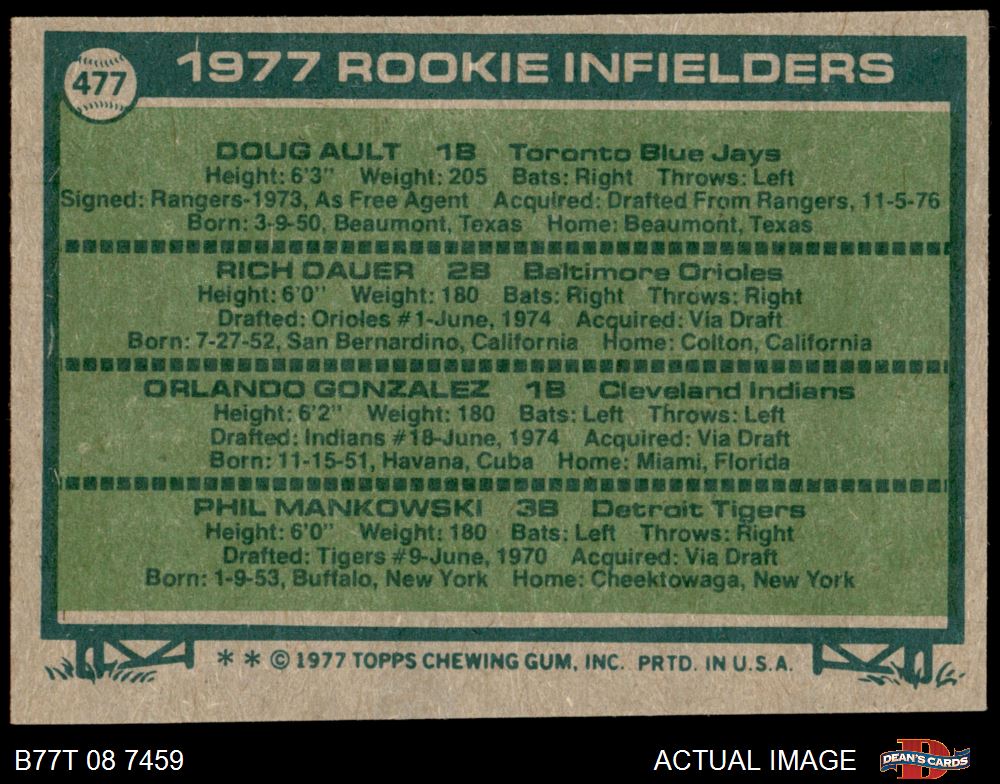 477
1977 ROOKIE INFIELDERS
DOUG AULT 1B Toronto Blue Jays
Height: 6'3" Weight: 205 Bats: Right Throws: Left
Signed: Rangers-1973, As Free Agent Acquired: Drafted From Rangers, 11-5-76
Born: 3-9-50, Beaumont, Texas Home: Beaumont, Texas
RICH DAUER 2B Baltimore Orioles
Height: 6'0" Weight: 180 Bats: Right Throws: Right
Drafted: Orioles #1-June, 1974 Acquired: Via Draft
Born: 7-27-52, San Bernardino, California Home: Colton, California
ORLANDO GONZALEZ 1B Cleveland Indians
Height: 6'2" Weight: 180 Bats: Left Throws: Left
Drafted: Indians #18-June, 1974 Acquired: Via Draft
Born: 11-15-51, Havana, Cuba Home: Miami, Florida
PHIL MANKOWSKI 3B Detroit Tigers
Height: 6'0" Weight: 180 Bats: Left Throws: Right
Drafted: Tigers #9-June, 1970 Acquired: Via Draft
Born: 1-9-53, Buffalo, New York Home: Cheektowaga, New York
* * © 1977 TOPPS CHEWING GUM, INC. PRTD. IN U.S.A.
B77T 08 7459 ACTUAL IMAGE D DEAN'S CARDS